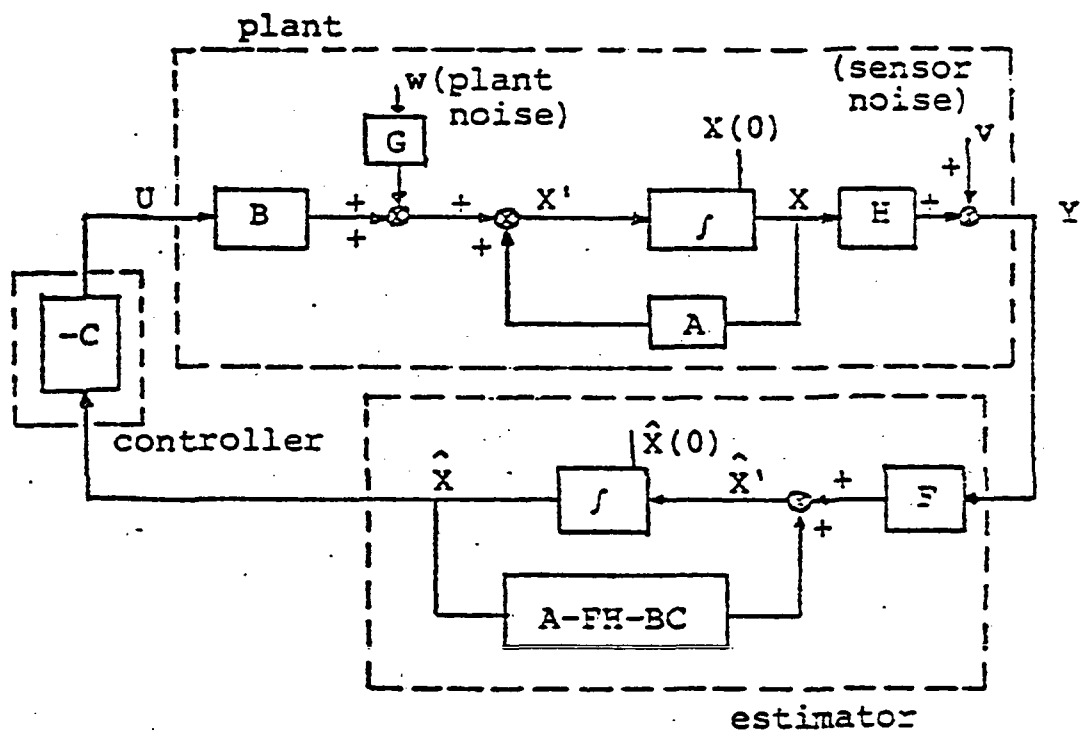 plant
w(plant
noise)
(sensor
noise)
G
X(0)
v
+
U
B
+
+
+
+
X'
∫
X
H
+
Y
A
-C
controller
X̂
X̂(0)
∫
X̂'
+
+
F
A-FH-BC
estimator